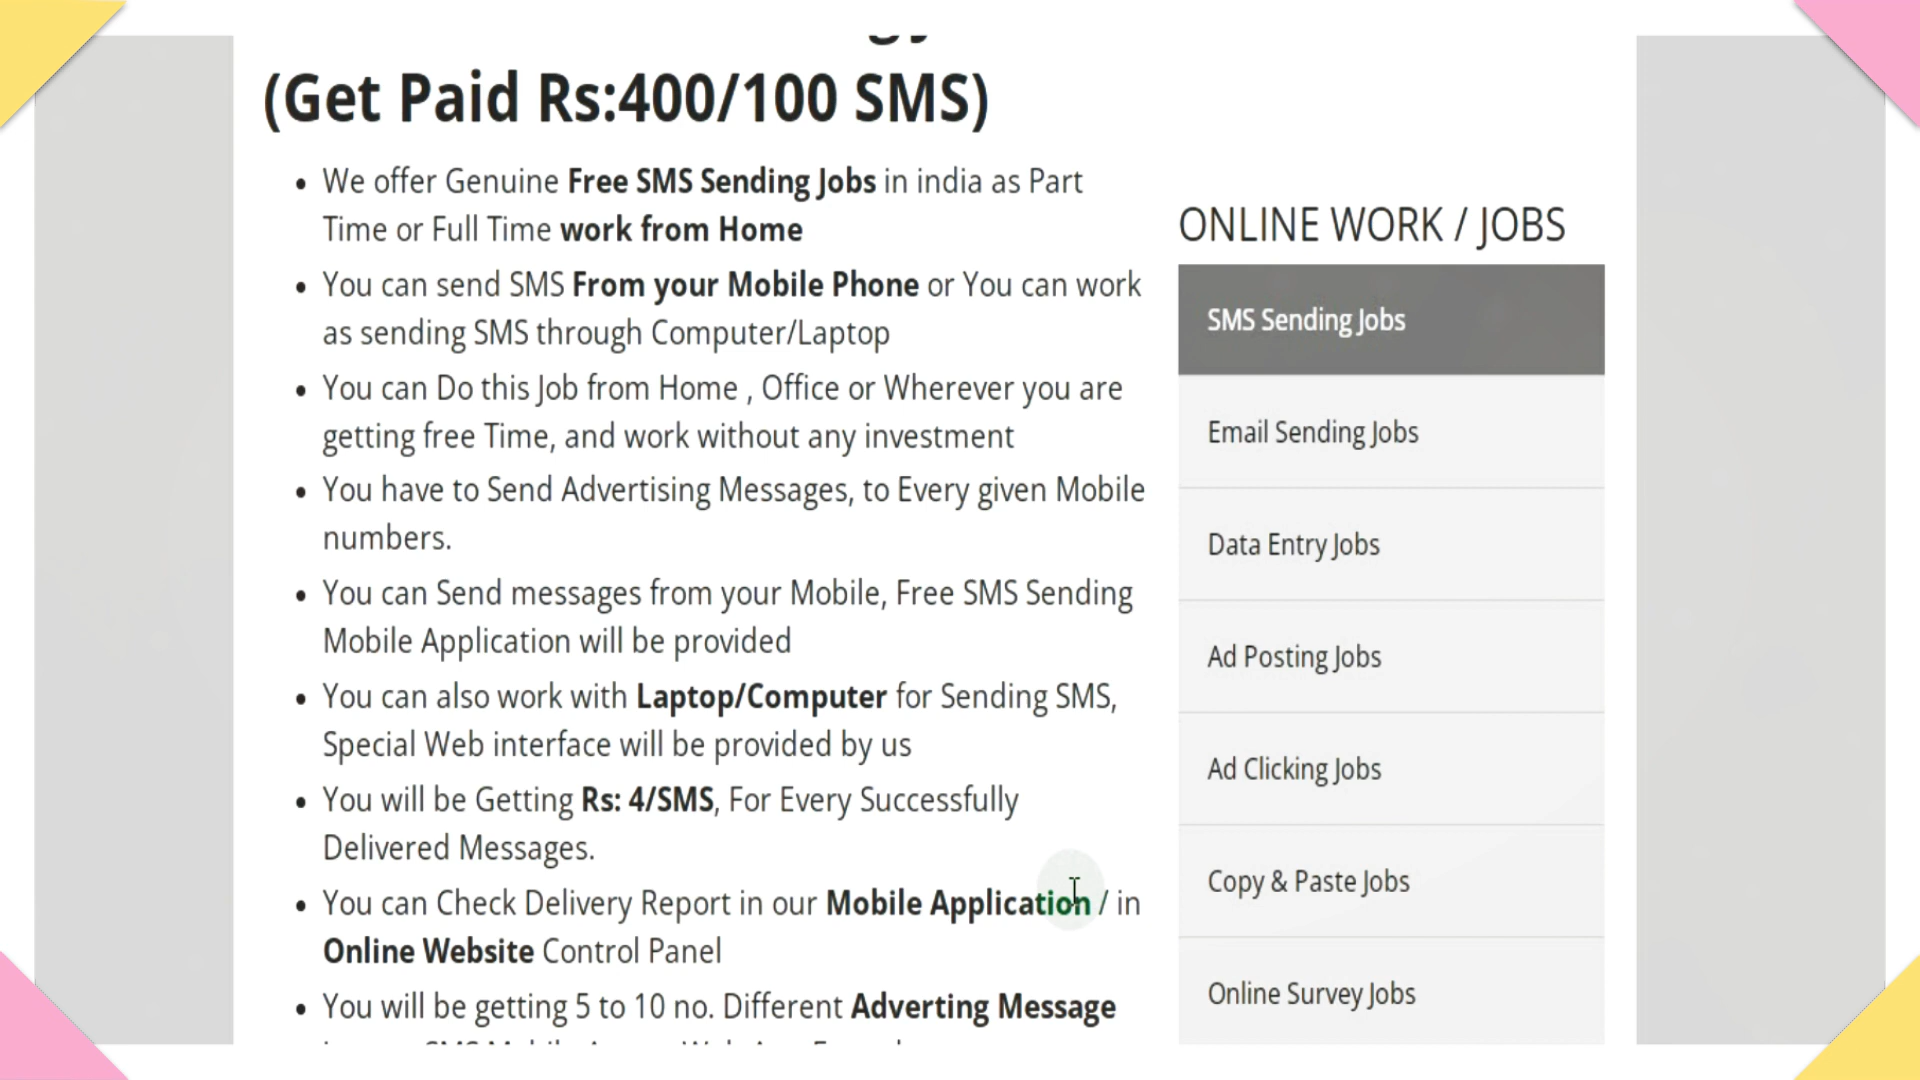 (Get Paid Rs:400/100 SMS)
We offer Genuine Free SMS Sending Jobs in india as Part
Time or Full Time work from Home
You can send SMS From your Mobile Phone or You can work
as sending SMS through Computer/Laptop
You can Do this Job from Home , Office or Wherever you are
getting free Time, and work without any investment
You have to Send Advertising Messages, to Every given Mobile
numbers.
You can Send messages from your Mobile, Free SMS Sending
Mobile Application will be provided
You can also work with Laptop/Computer for Sending SMS,
Special Web interface will be provided by us
You will be Getting Rs: 4/SMS, For Every Successfully
Delivered Messages.
You can Check Delivery Report in our Mobile Application / in
Online Website Control Panel
You will be getting 5 to 10 no. Different Adverting Message
ONLINE WORK / JOBS
SMS Sending Jobs
Email Sending Jobs
Data Entry Jobs
Ad Posting Jobs
Ad Clicking Jobs
Copy & Paste Jobs
Online Survey Jobs